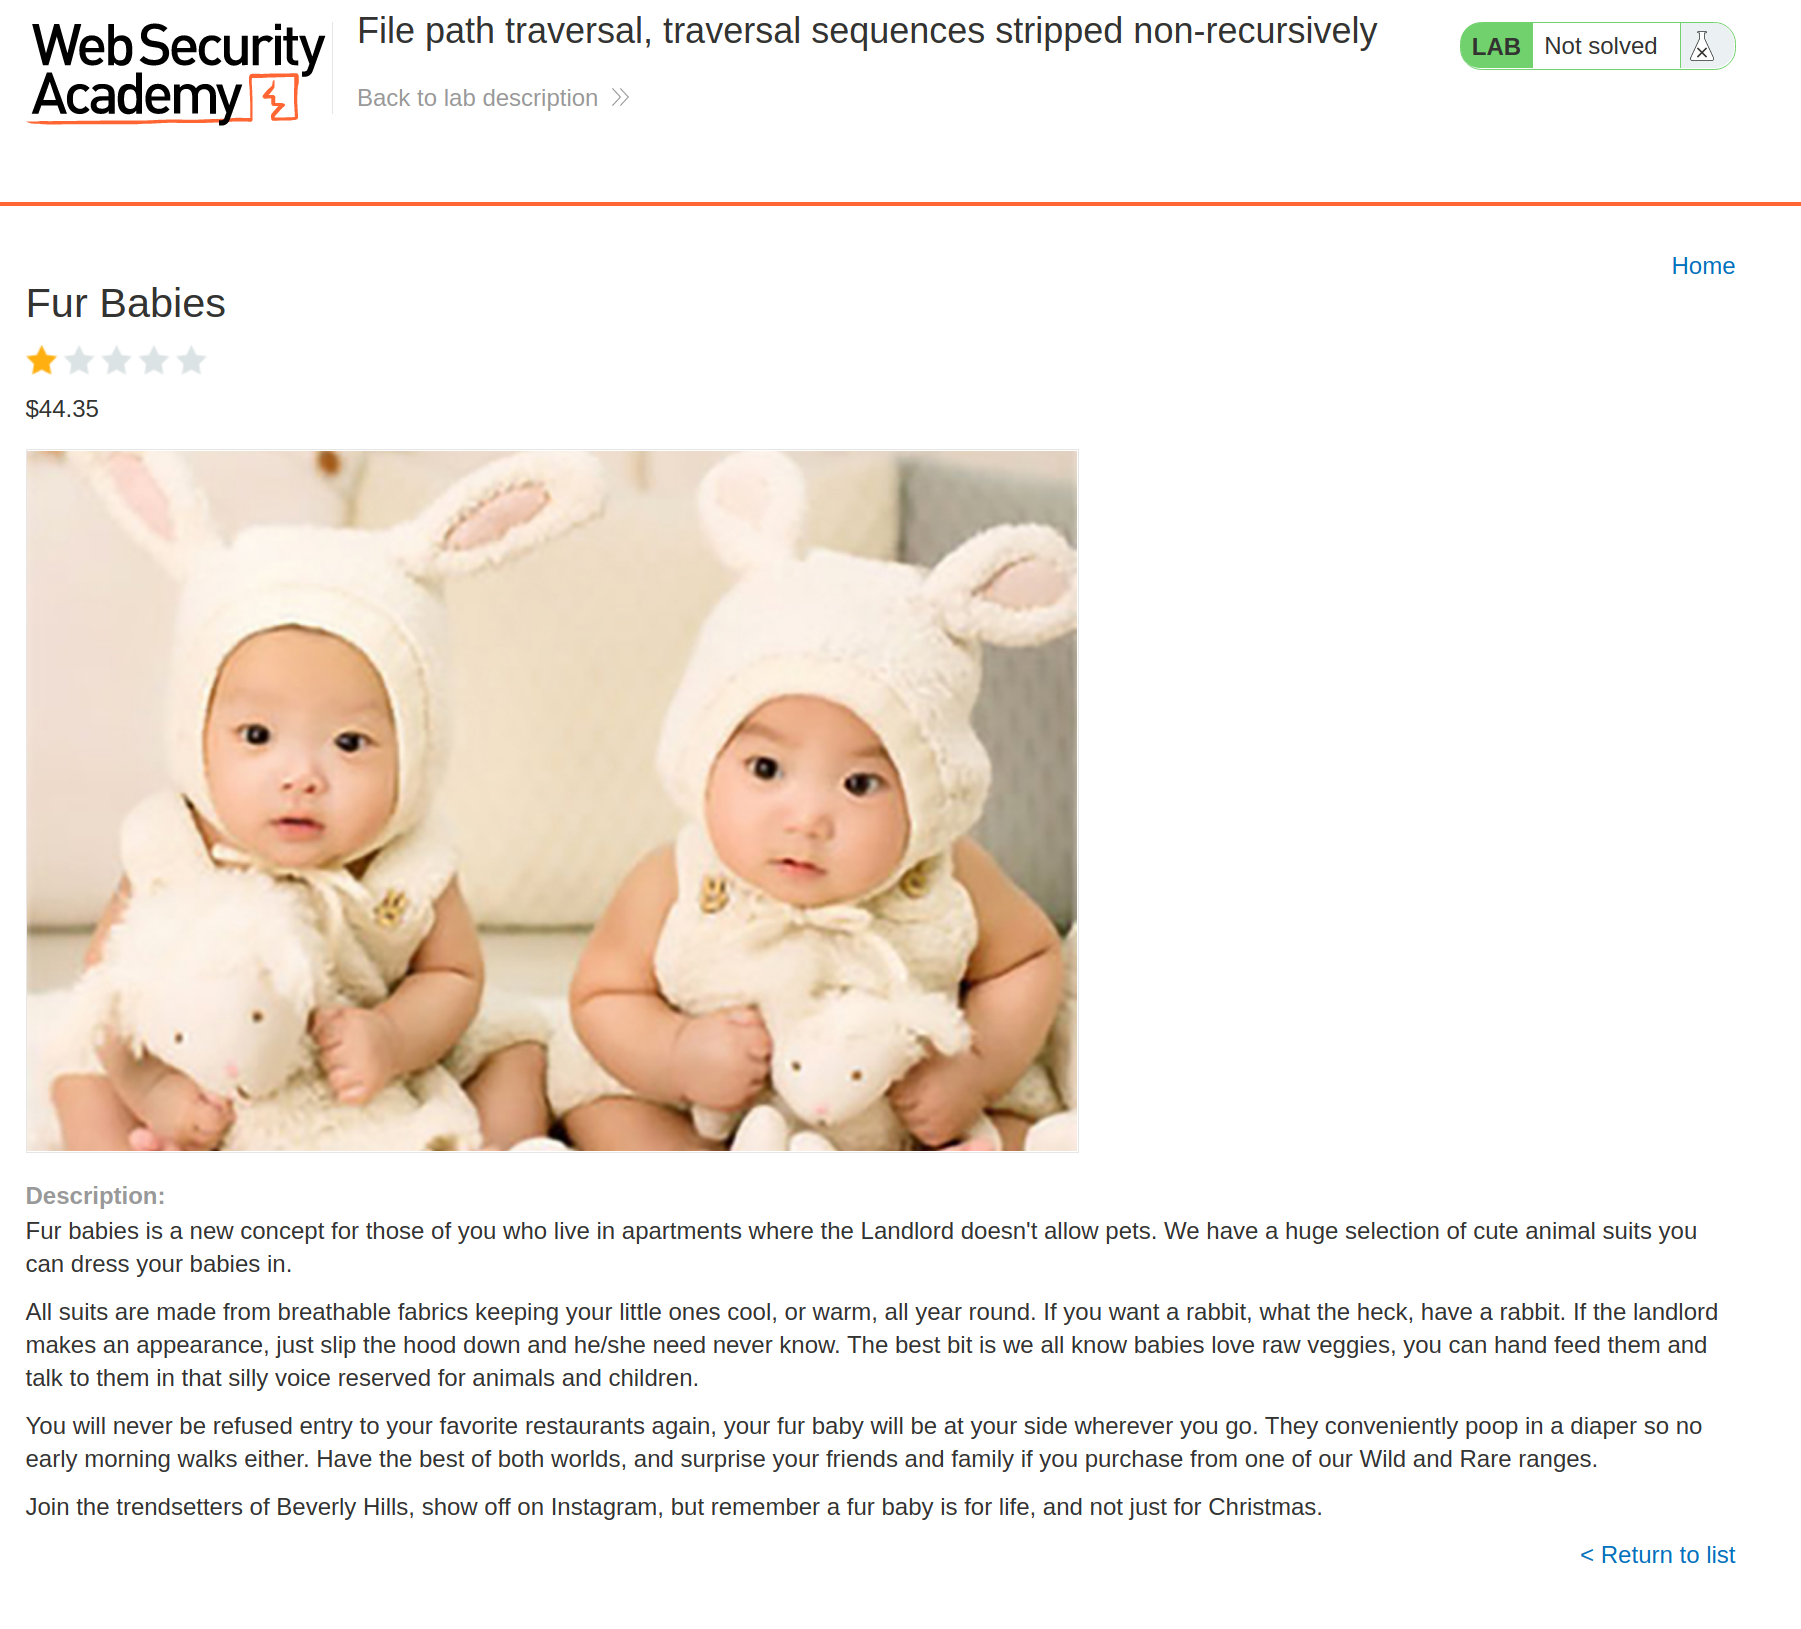 Web Security
Academy
File path traversal, traversal sequences stripped non-recursively
Back to lab description
LAB Not solved
Home
Fur Babies
$44.35
Description:
Fur babies is a new concept for those of you who live in apartments where the Landlord doesn't allow pets. We have a huge selection of cute animal suits you
can dress your babies in.
All suits are made from breathable fabrics keeping your little ones cool, or warm, all year round. If you want a rabbit, what the heck, have a rabbit. If the landlord
makes an appearance, just slip the hood down and he/she need never know. The best bit is we all know babies love raw veggies, you can hand feed them and
talk to them in that silly voice reserved for animals and children.
You will never be refused entry to your favorite restaurants again, your fur baby will be at your side wherever you go. They conveniently poop in a diaper so no
early morning walks either. Have the best of both worlds, and surprise your friends and family if you purchase from one of our Wild and Rare ranges.
Join the trendsetters of Beverly Hills, show off on Instagram, but remember a fur baby is for life, and not just for Christmas.
< Return to list